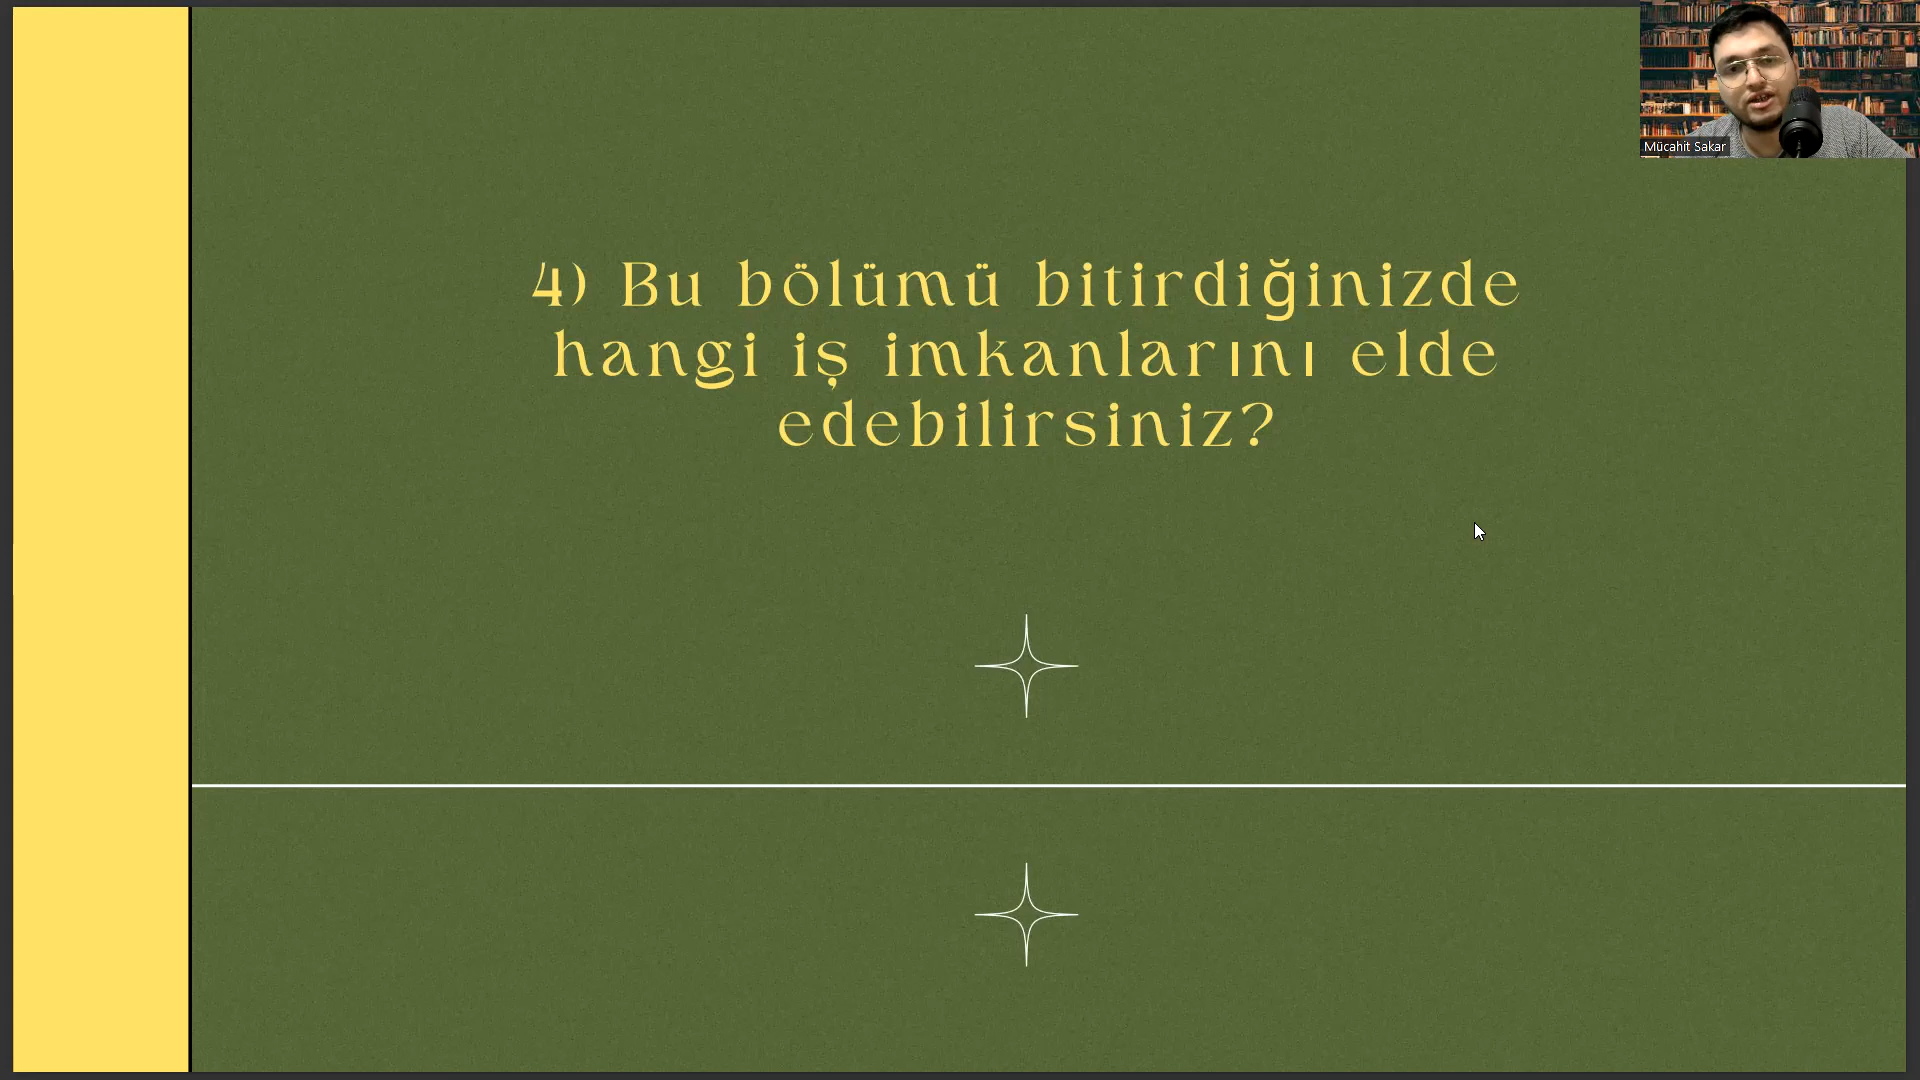 Mücahit Sakar
4) Bu bölümü bitirdiğinizde
hangi iş imkanlarını elde
edebilirsiniz?